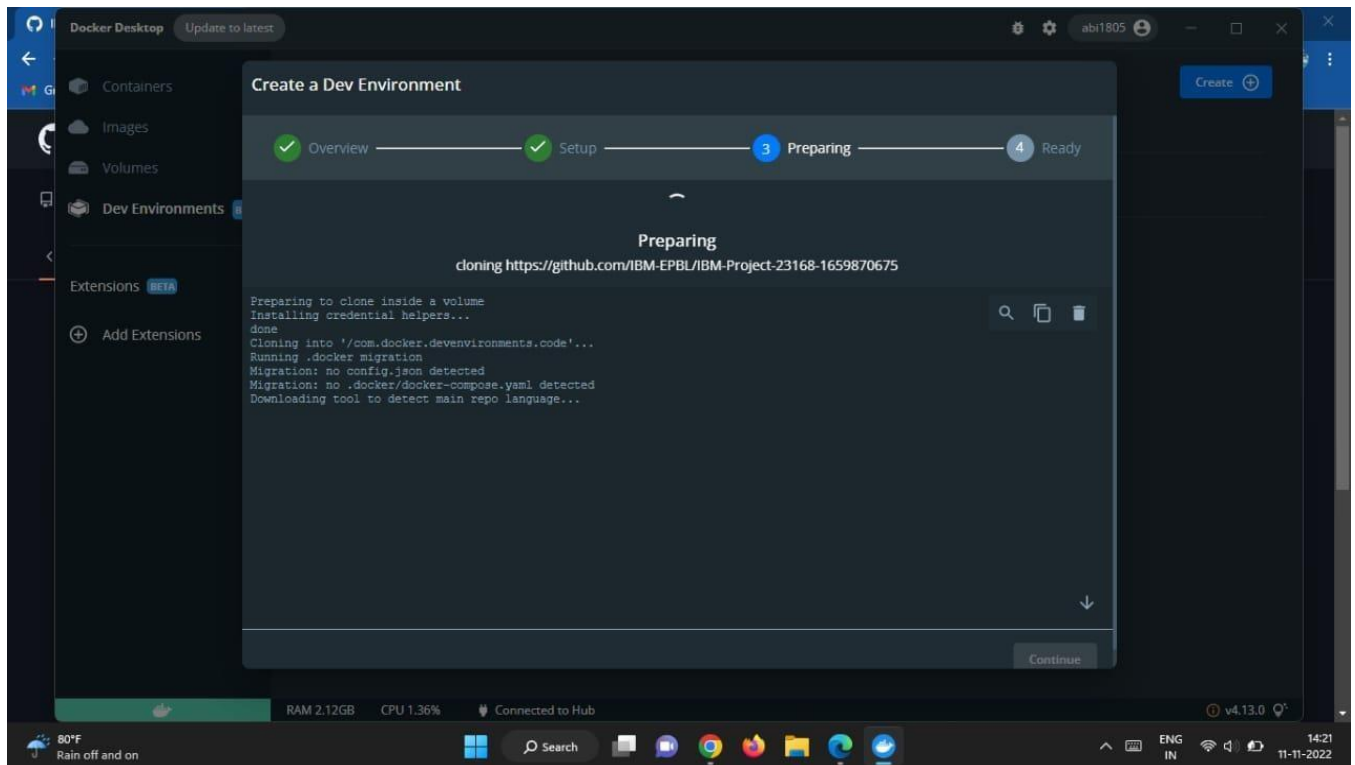 Docker Desktop
Update to latest
abi1805
Containers
Images
Volumes
Dev Environments
Extensions BETA
Add Extensions
Create a Dev Environment
Create
Overview
Setup
3 Preparing
4 Ready
Preparing
cloning https://github.com/IBM-EPBL/IBM-Project-23168-1659870675
Preparing to clone inside a volume
Installing credential helpers...
done
Cloning into '/com.docker.devenvironments.code'...
Running .docker migration
Migration: no config.json detected
Migration: no .docker/docker-compose.yaml detected
Downloading tool to detect main repo language...
Continue
RAM 2.12GB CPU 1.36% Connected to Hub
v4.13.0
80°F
Rain off and on
Search
ENG
IN
14:21
11-11-2022